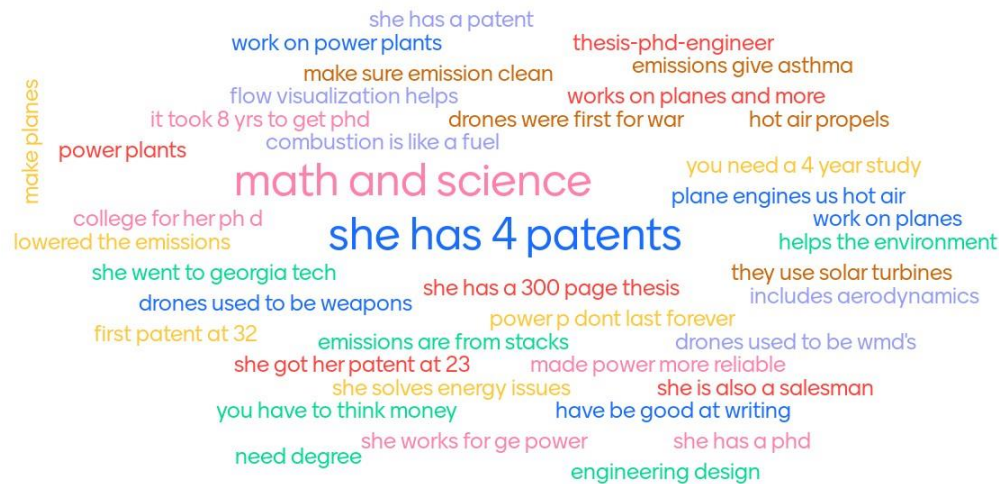 she has a patent
work on power plants
thesis-phd-engineer
make sure emission clean
emissions give asthma
flow visualization helps
works on planes and more
make planes
it took 8 yrs to get phd
drones were first for war
hot air propels
combustion is like a fuel
power plants
math and science
you need a 4 year study
plane engines us hot air
college for her ph d
work on planes
she has 4 patents
lowered the emissions
helps the environment
she went to georgia tech
they use solar turbines
she has a 300 page thesis
includes aerodynamics
drones used to be weapons
power p dont last forever
first patent at 32
emissions are from stacks
drones used to be wmd's
she got her patent at 23
made power more reliable
she solves energy issues
she is also a salesman
you have to think money
have be good at writing
she works for ge power
she has a phd
need degree
engineering design